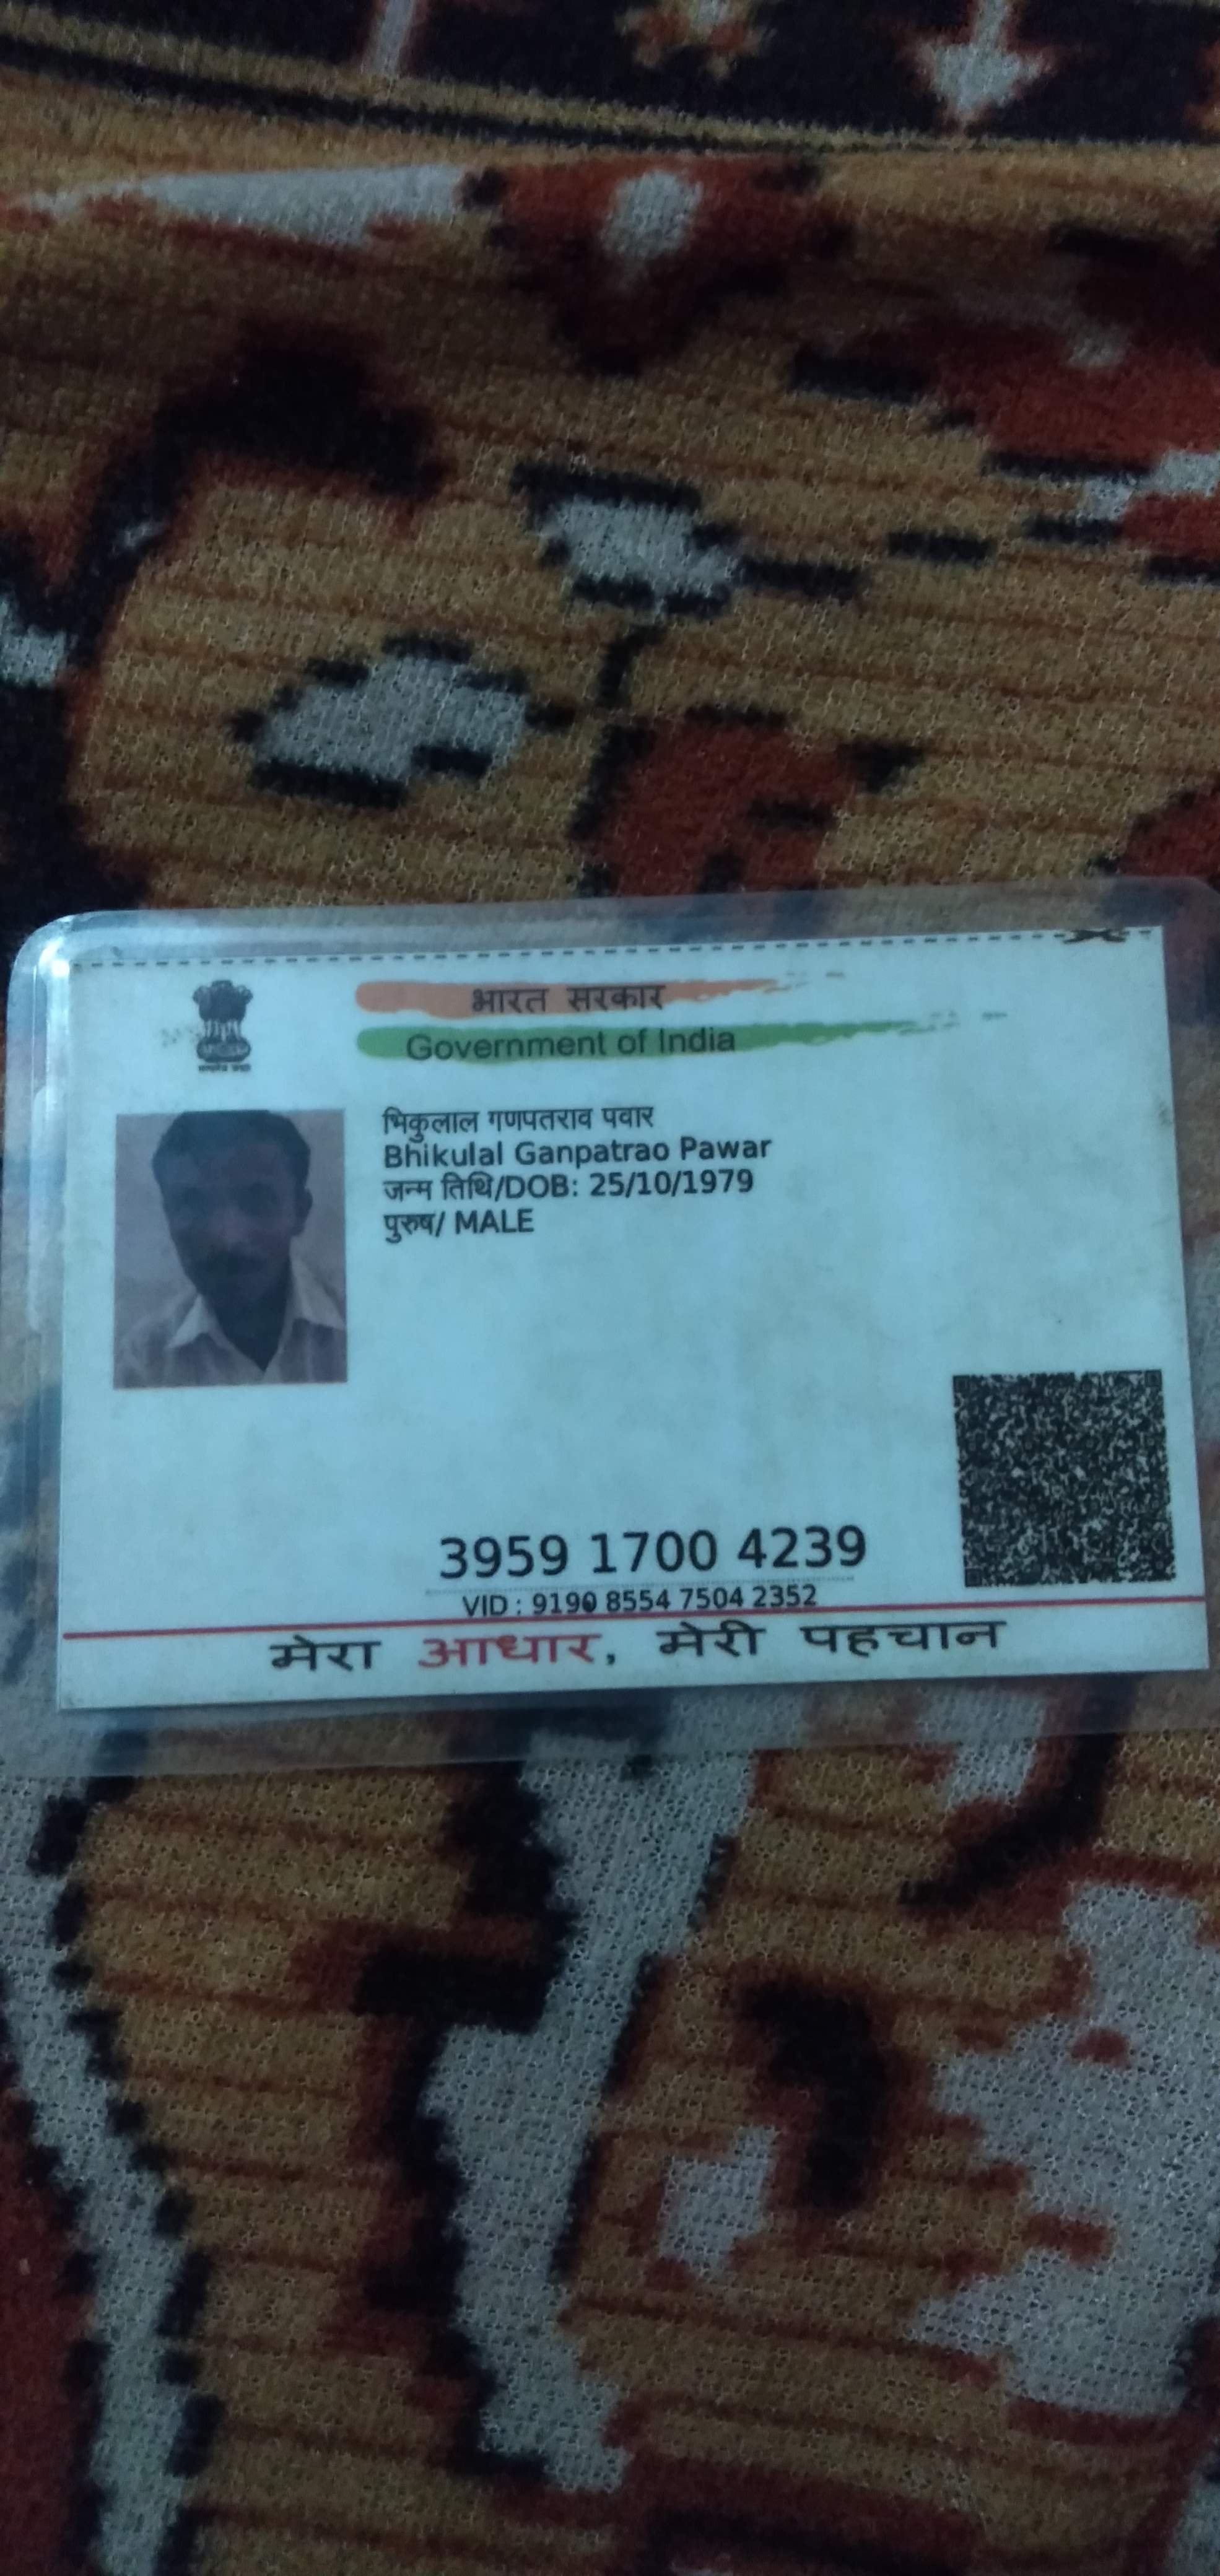 भारत सरकार
Government of India
भिकुलाल गणपतराव पवार
Bhikulal Ganpatrao Pawar
जन्म तिथि/DOB: 25/10/1979
पुरुष/ MALE
3959 1700 4239
VID : 9190 8554 7504 2352
मेरा आधार, मेरी पहचान